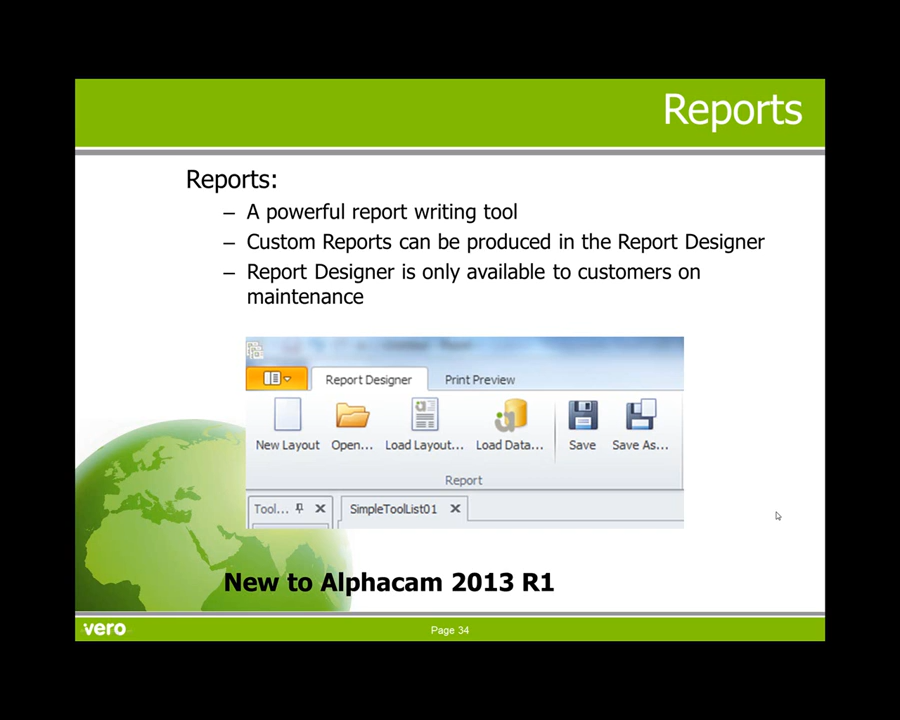 Reports
Reports:
– A powerful report writing tool
– Custom Reports can be produced in the Report Designer
– Report Designer is only available to customers on
maintenance
Report Designer Print Preview
New Layout Open... Load Layout... Load Data... Save Save As...
Report
Tool... SimpleToolList01
New to Alphacam 2013 R1
vero Page 34